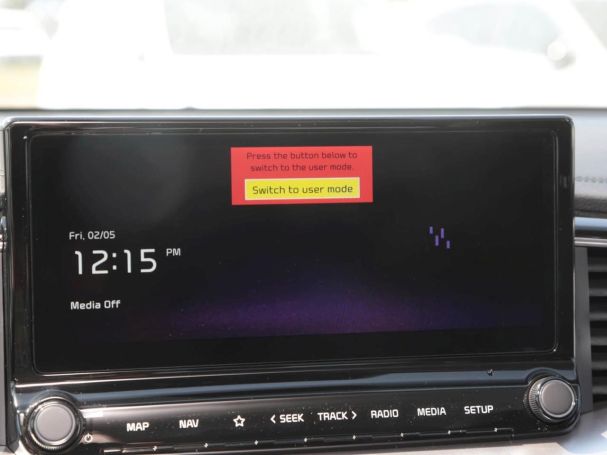 Press the button below to
switch to the user mode.
Switch to user mode
Fri, 02/05
12:15 PM
Media Off
MAP NAV < SEEK TRACK > RADIO MEDIA SETUP